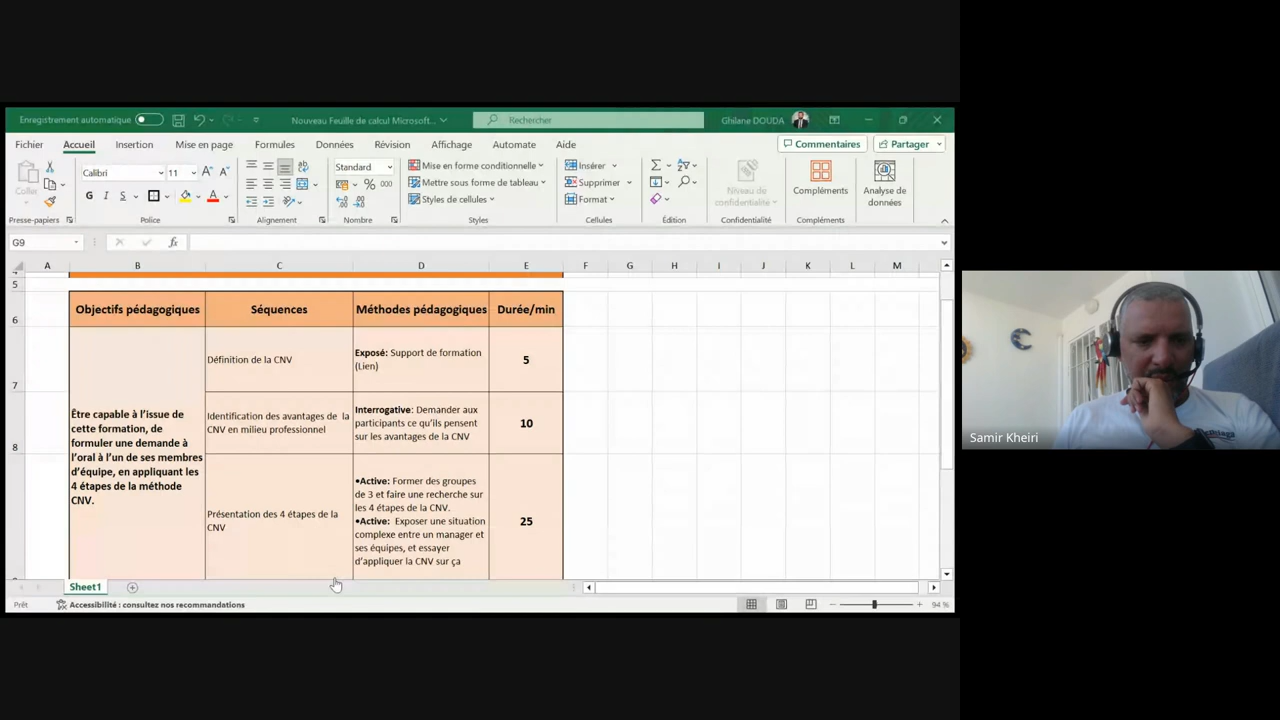 Enregistrement automatique
Nouveau Feuille de calcul Microsoft...
Rechercher
Ghilane DOUDA
Fichier Accueil Insertion Mise en page Formules Données Révision Affichage Automate Aide
Commentaires
Partager
Coller
Calibri 11
G I S
A
Standard
% 000
Mise en forme conditionnelle
Mettre sous forme de tableau
Styles de cellules
Insérer
Supprimer
Format
Niveau de
confidentialité
Compléments
Analyse de
données
Presse-papiers Police Alignement Nombre Styles Cellules Édition Confidentialité Compléments
G9
fx
A B C D E F G H I J K L M
5
6
7
8
Objectifs pédagogiques Séquences Méthodes pédagogiques Durée/min
Être capable à l’issue de
cette formation, de
formuler une demande à
l’oral à l’un de ses membres
d’équipe, en appliquant les
4 étapes de la méthode
CNV.
Définition de la CNV
Exposé: Support de formation
(Lien)
5
Identification des avantages de la
CNV en milieu professionnel
Interrogative: Demander aux
participants ce qu’ils pensent
sur les avantages de la CNV
10
Présentation des 4 étapes de la
CNV
•Active: Former des groupes
de 3 et faire une recherche sur
les 4 étapes de la CNV.
•Active: Exposer une situation
complexe entre un manager et
ses équipes, et essayer
d’appliquer la CNV sur ça
25
Sheet1
Prêt
Accessibilité : consultez nos recommandations
94 %
Samir Kheiri